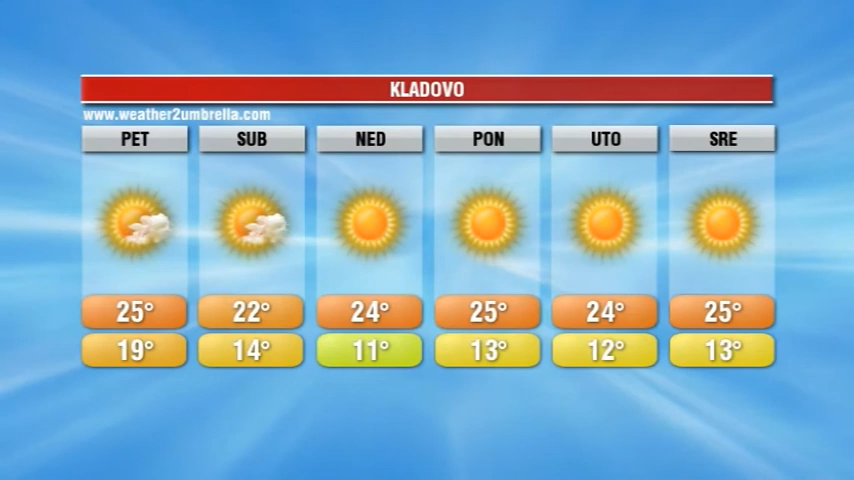 KLADOVO
www.weather2umbrella.com
PET SUB NED PON UTO SRE
25° 22° 24° 25° 24° 25°
19° 14° 11° 13° 12° 13°